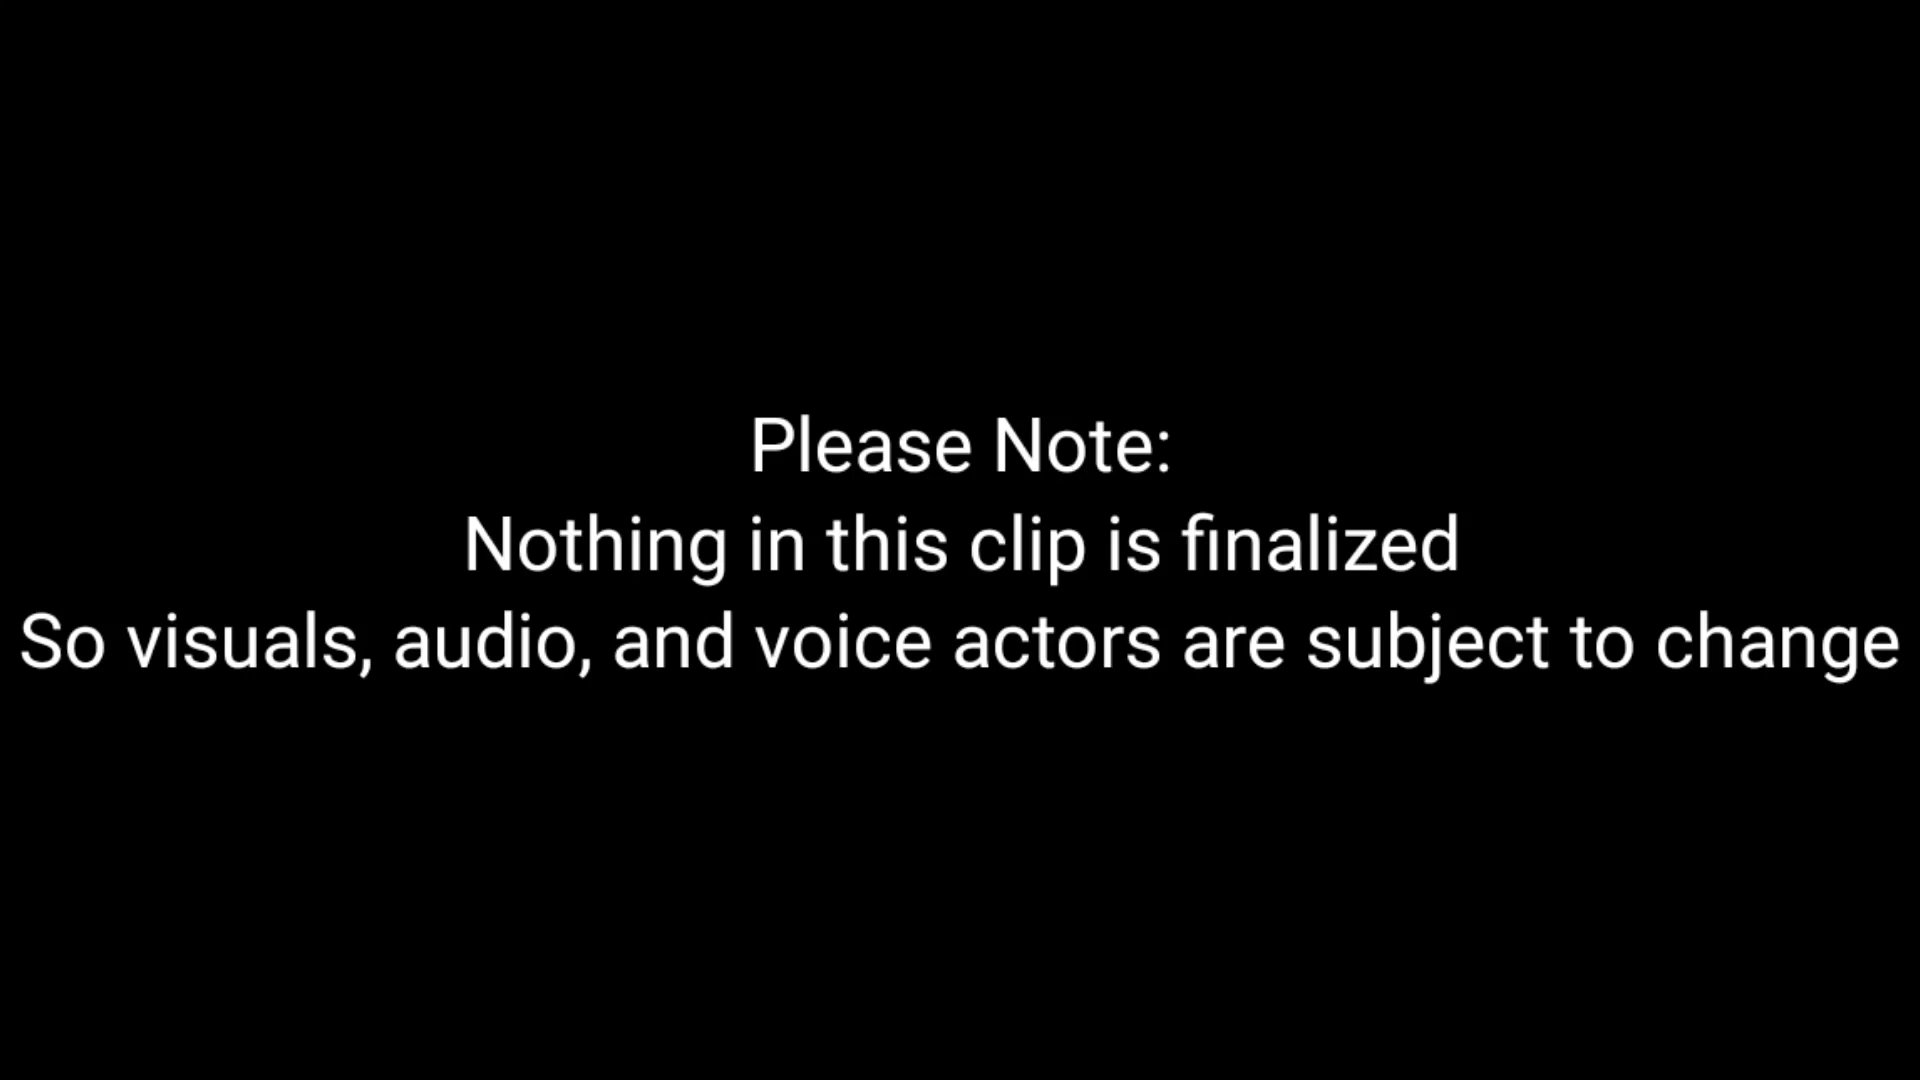 Please Note:
Nothing in this clip is finalized
So visuals, audio, and voice actors are subject to change